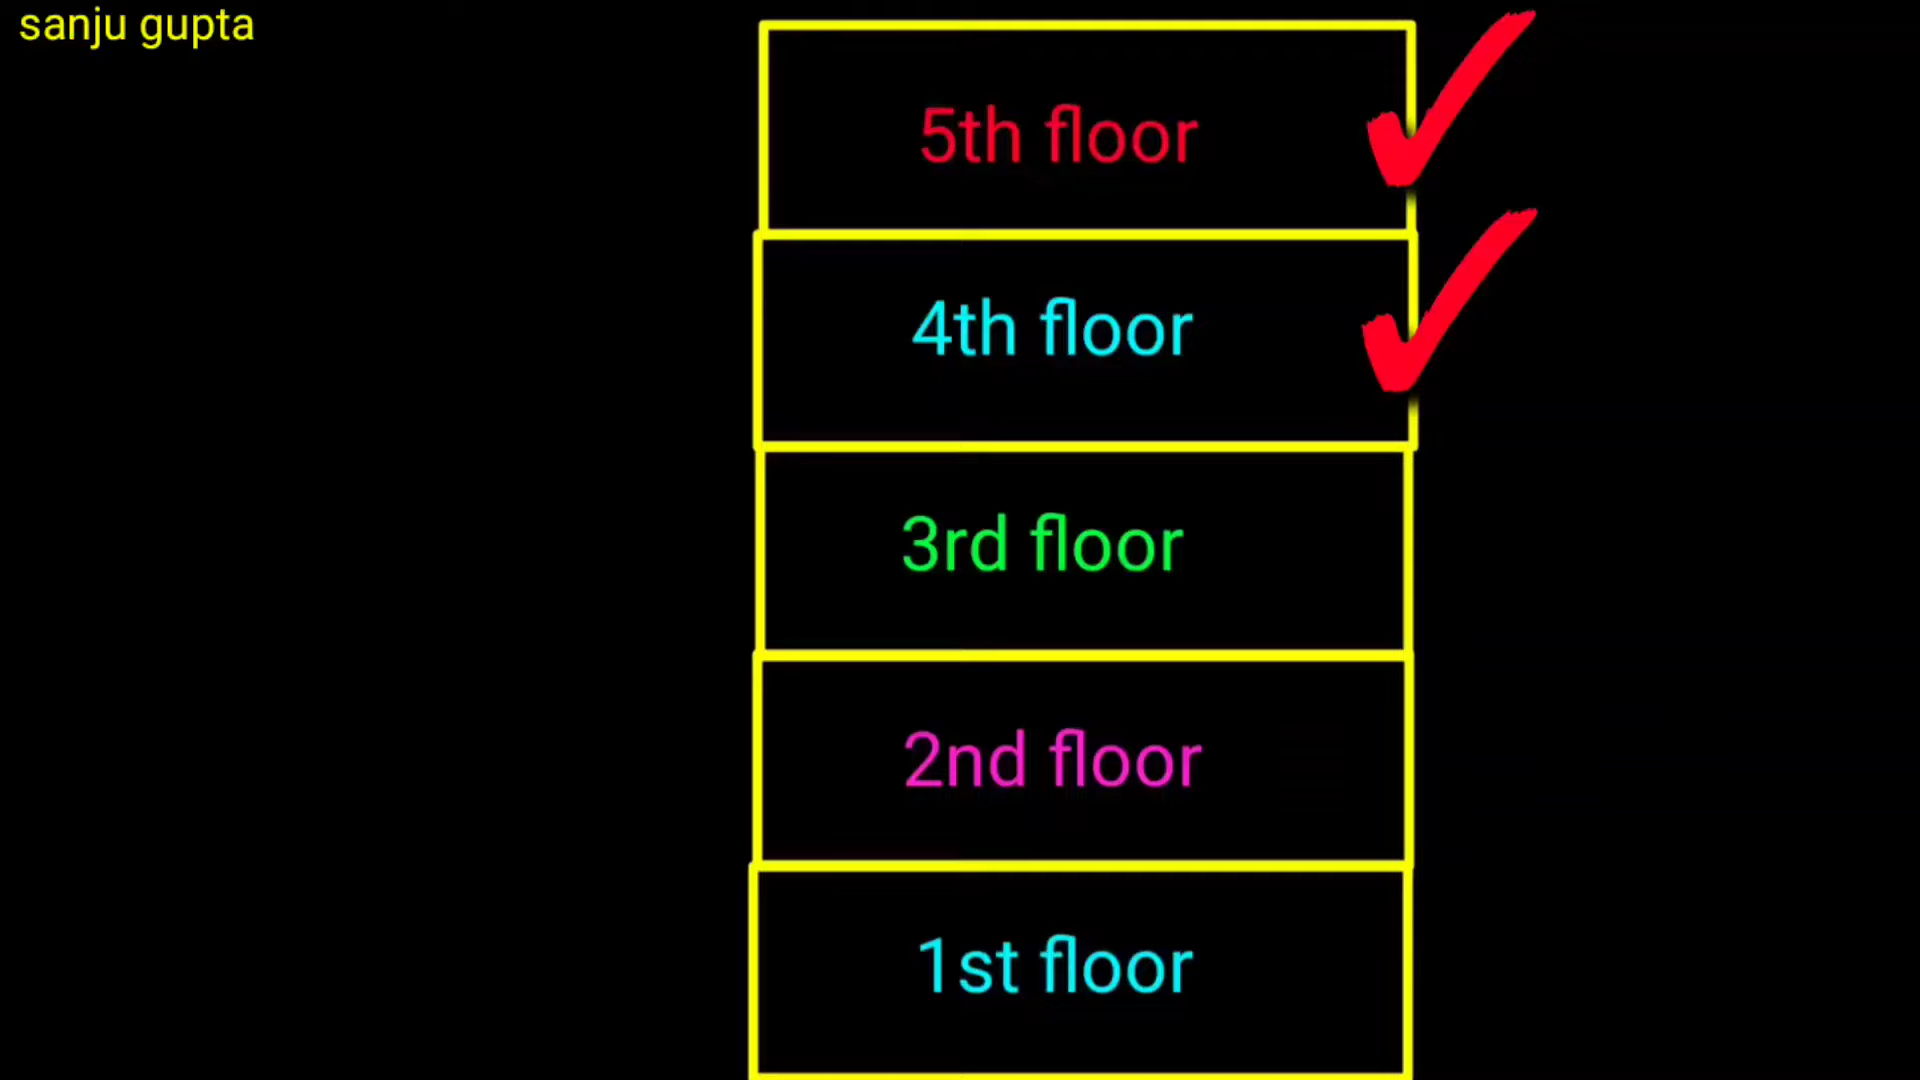 sanju gupta
5th floor
4th floor
3rd floor
2nd floor
1st floor